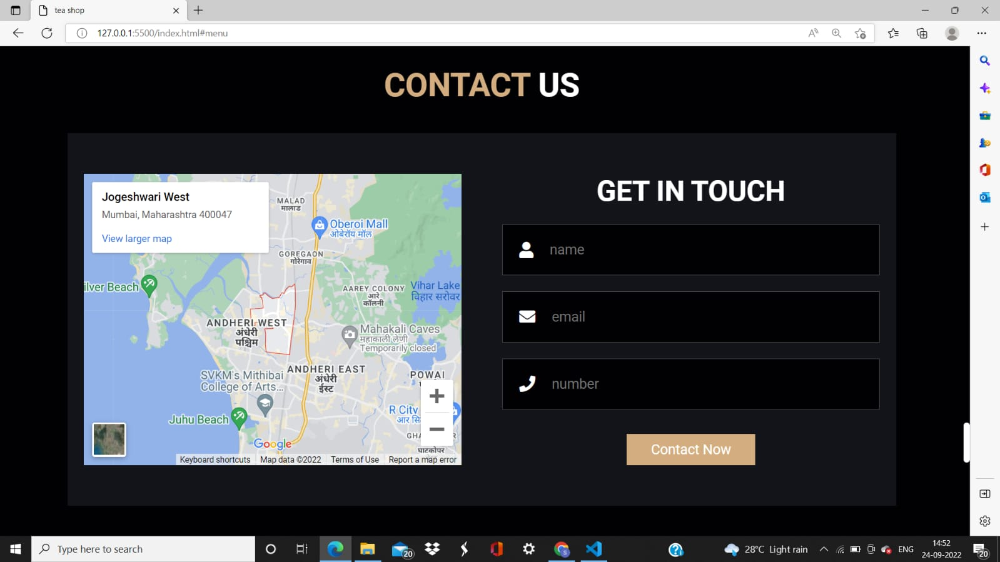 tea shop
127.0.0.1:5500/index.html#menu
CONTACT US
Jogeshwari West
Mumbai, Maharashtra 400047
View larger map
MALAD
मालाड
Oberoi Mall
ओबेरॉय मॉल
GOREGAON
गोरेगाव
ilver Beach
AAREY COLONY
आरे
कॉलनी
Vihar Lake
विहार सरोवर
ANDHERI WEST
अंधेरी
पश्चिम
Mahakali Caves
महाकाली लेणी
Temporarily closed
ANDHERI EAST
अंधेरी
ईस्ट
SVKM's Mithibai
College of Arts...
POWAI
R City
आर सि
Juhu Beach
GHA R
घाटकोपर
Google
Keyboard shortcuts
Map data ©2022
Terms of Use
Report a map error
GET IN TOUCH
name
email
number
Contact Now
Type here to search
20
28°C Light rain
ENG
14:52
24-09-2022
20